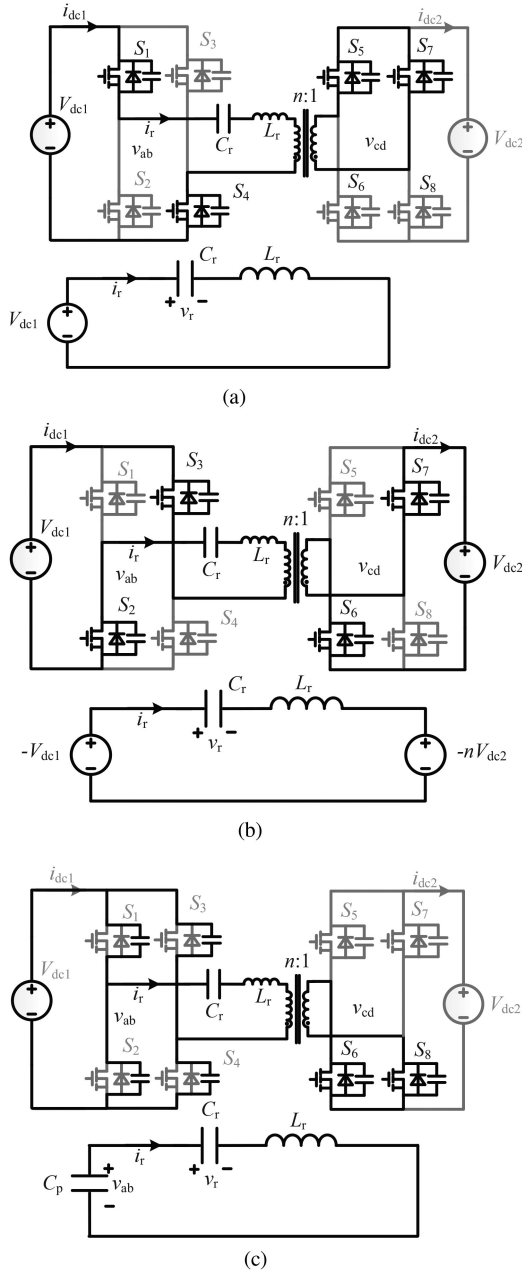 i_dc1 i_dc2
S_1 S_3 S_5 S_7
V_dc1 n:1 V_dc2
i_r C_r L_r
v_ab v_cd
S_2 S_4 S_6 S_8
C_r L_r
i_r + v_r −
V_dc1
(a)
i_dc1 i_dc2
S_1 S_3 S_5 S_7
V_dc1 n:1 V_dc2
i_r C_r L_r
v_ab v_cd
S_2 S_4 S_6 S_8
C_r L_r
i_r + v_r −
-V_dc1 -nV_dc2
(b)
i_dc1 i_dc2
S_1 S_3 S_5 S_7
V_dc1 n:1 V_dc2
i_r C_r L_r
v_ab v_cd
S_2 S_4 S_6 S_8
C_r L_r
i_r + v_r −
C_p + v_ab −
(c)